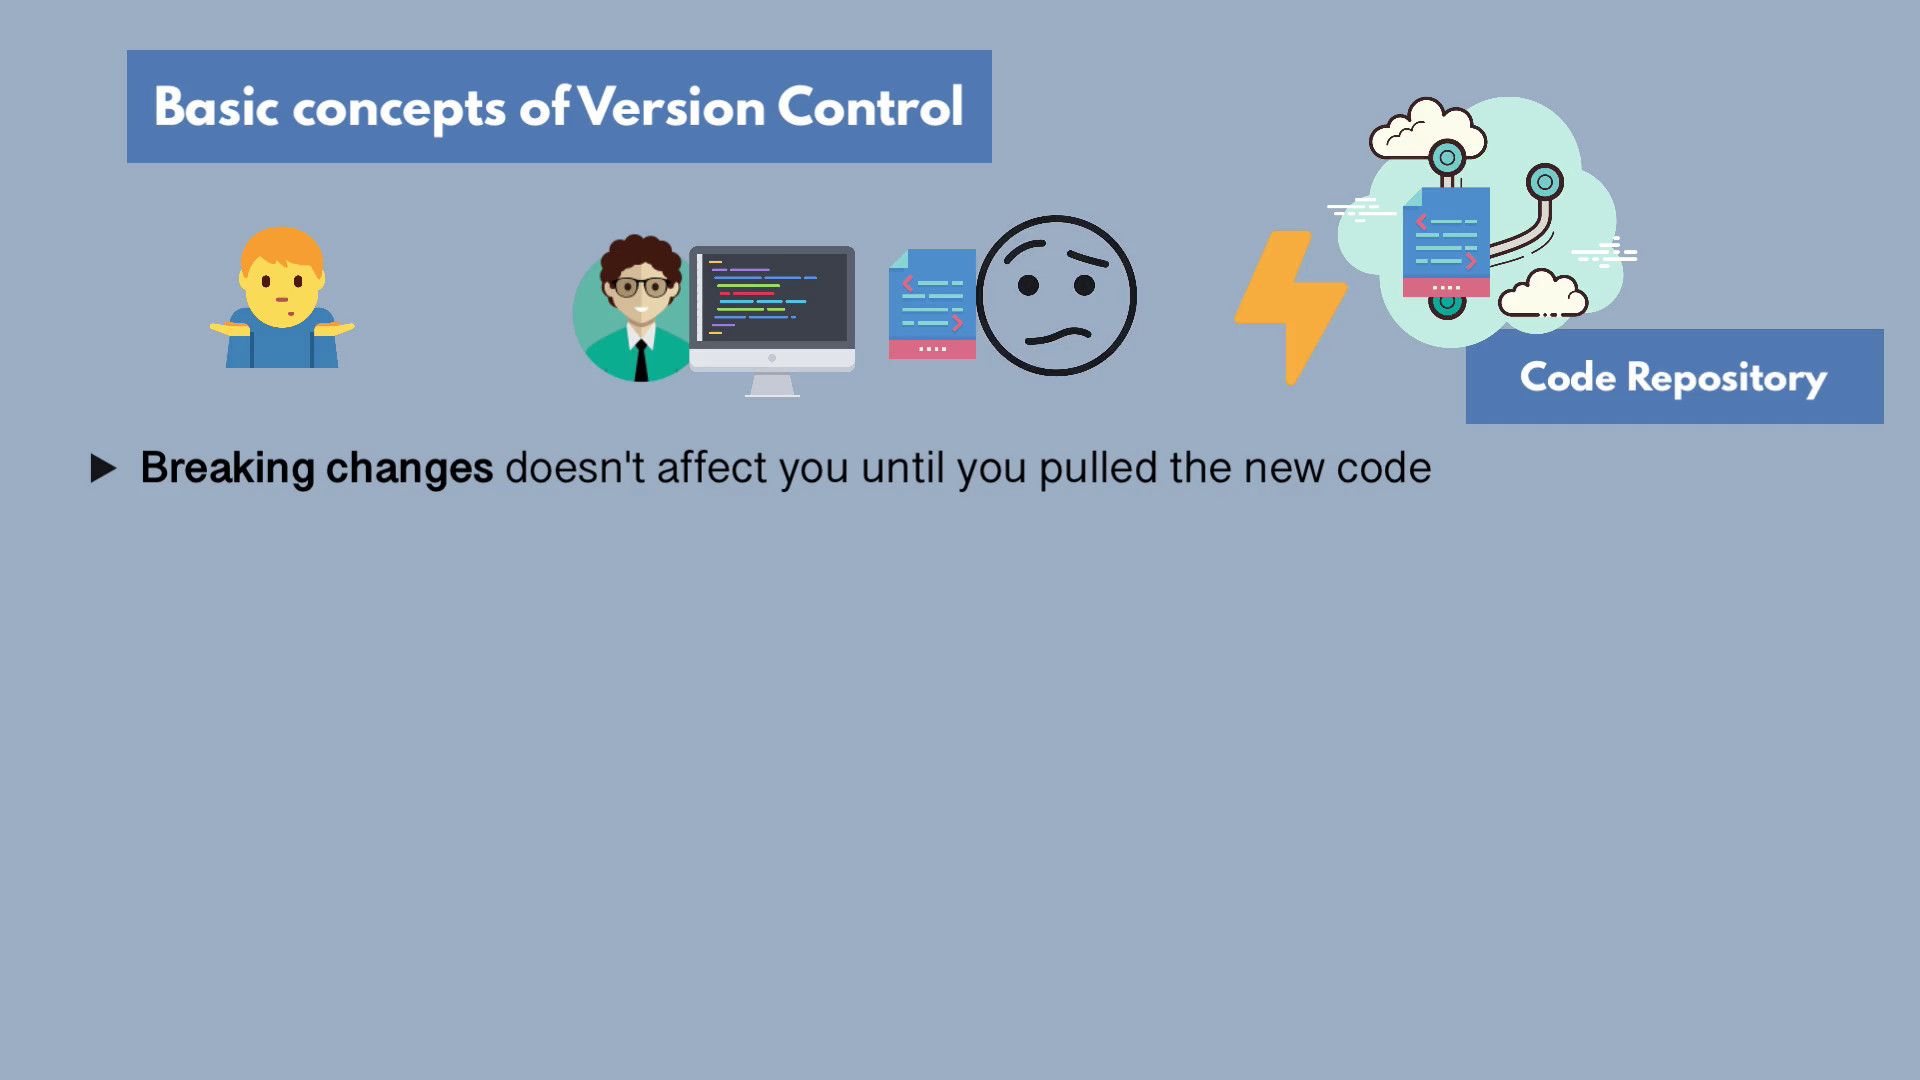 Basic concepts of Version Control
Code Repository
Breaking changes doesn't affect you until you pulled the new code